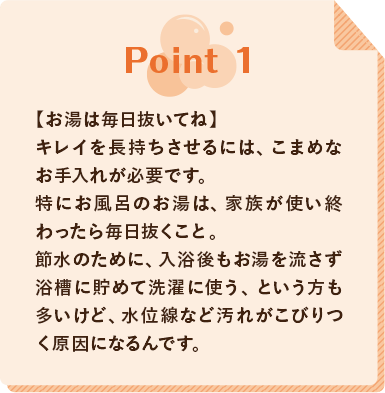 Point 1
【お湯は毎日抜いてね】
キレイを長持ちさせるには、こまめな
お手入れが必要です。
特にお風呂のお湯は、家族が使い終
わったら毎日抜くこと。
節水のために、入浴後もお湯を流さず
浴槽に貯めて洗濯に使う、という方も
多いけど、水位線など汚れがこびりつ
く原因になるんです。